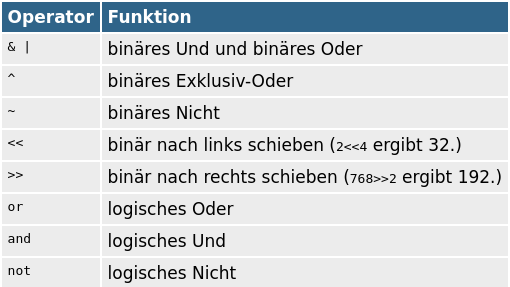 Operator Funktion
& | binäres Und und binäres Oder
^ binäres Exklusiv-Oder
~ binäres Nicht
<< binär nach links schieben (2<<4 ergibt 32.)
>> binär nach rechts schieben (768>>2 ergibt 192.)
or logisches Oder
and logisches Und
not logisches Nicht